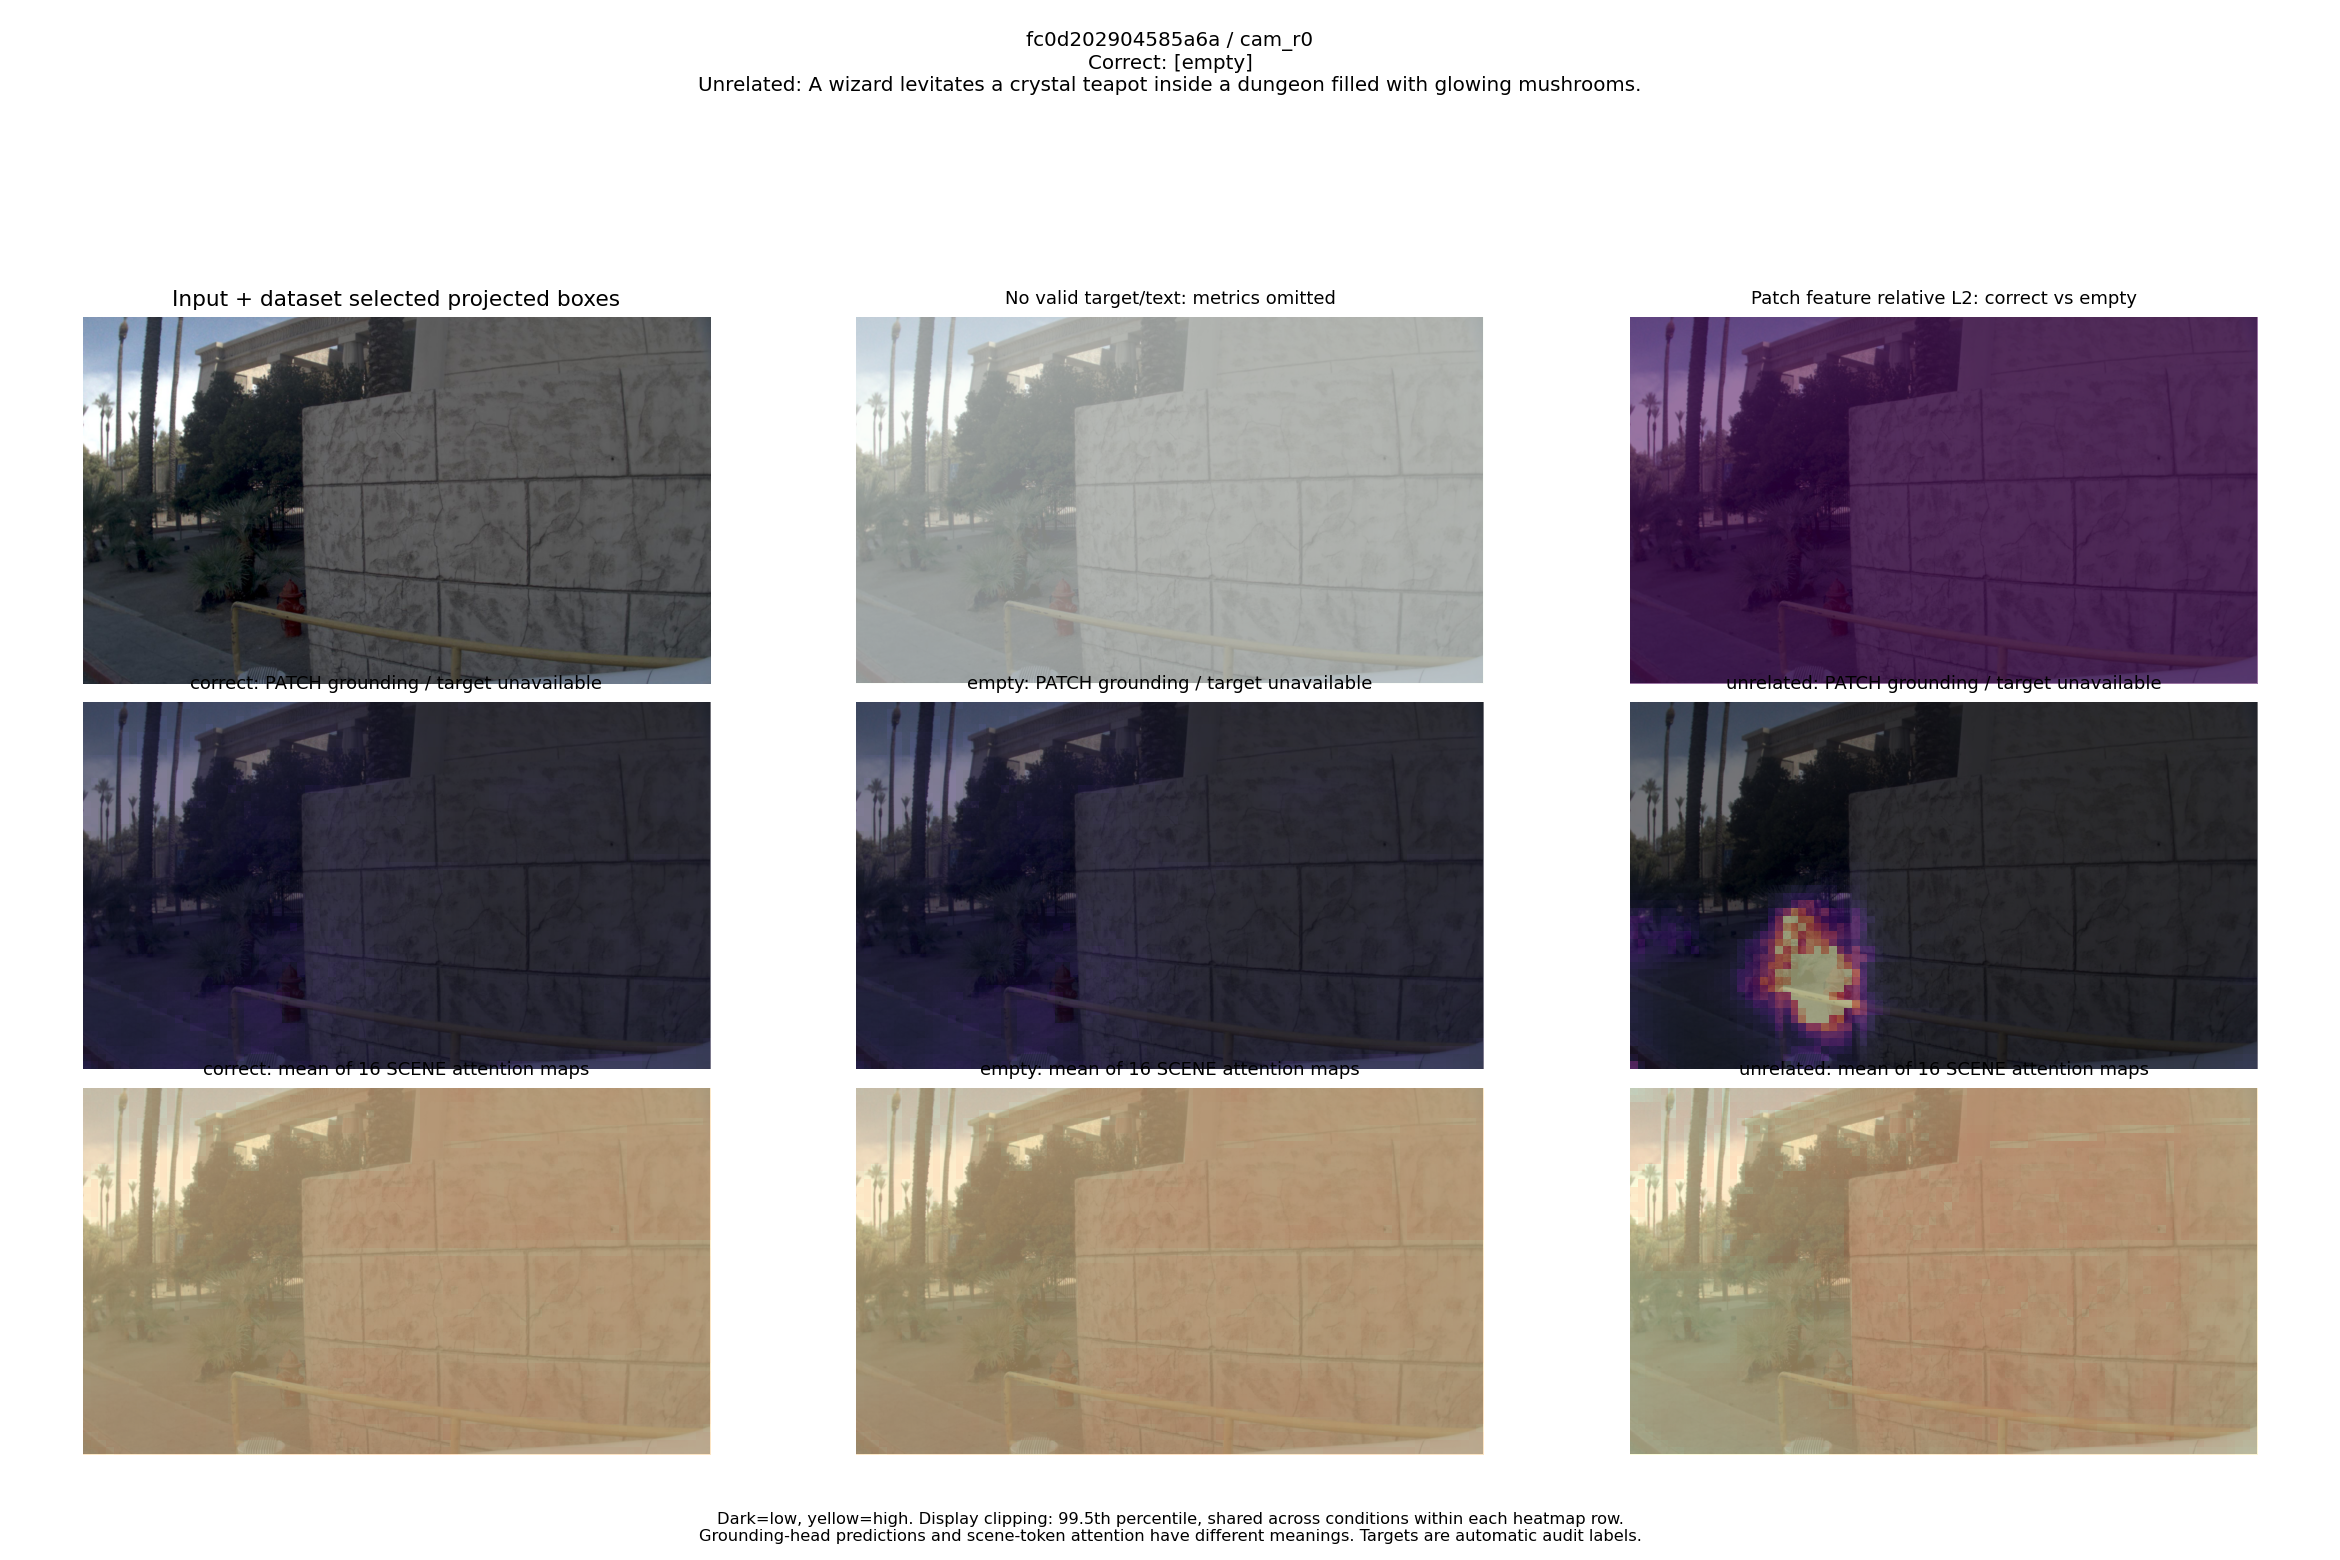 fc0d202904585a6a / cam_r0
Correct: [empty]
Unrelated: A wizard levitates a crystal teapot inside a dungeon filled with glowing mushrooms.
Input + dataset selected projected boxes
No valid target/text: metrics omitted
Patch feature relative L2: correct vs empty
correct: PATCH grounding / target unavailable
empty: PATCH grounding / target unavailable
unrelated: PATCH grounding / target unavailable
correct: mean of 16 SCENE attention maps
empty: mean of 16 SCENE attention maps
unrelated: mean of 16 SCENE attention maps
Dark=low, yellow=high. Display clipping: 99.5th percentile, shared across conditions within each heatmap row.
Grounding-head predictions and scene-token attention have different meanings. Targets are automatic audit labels.